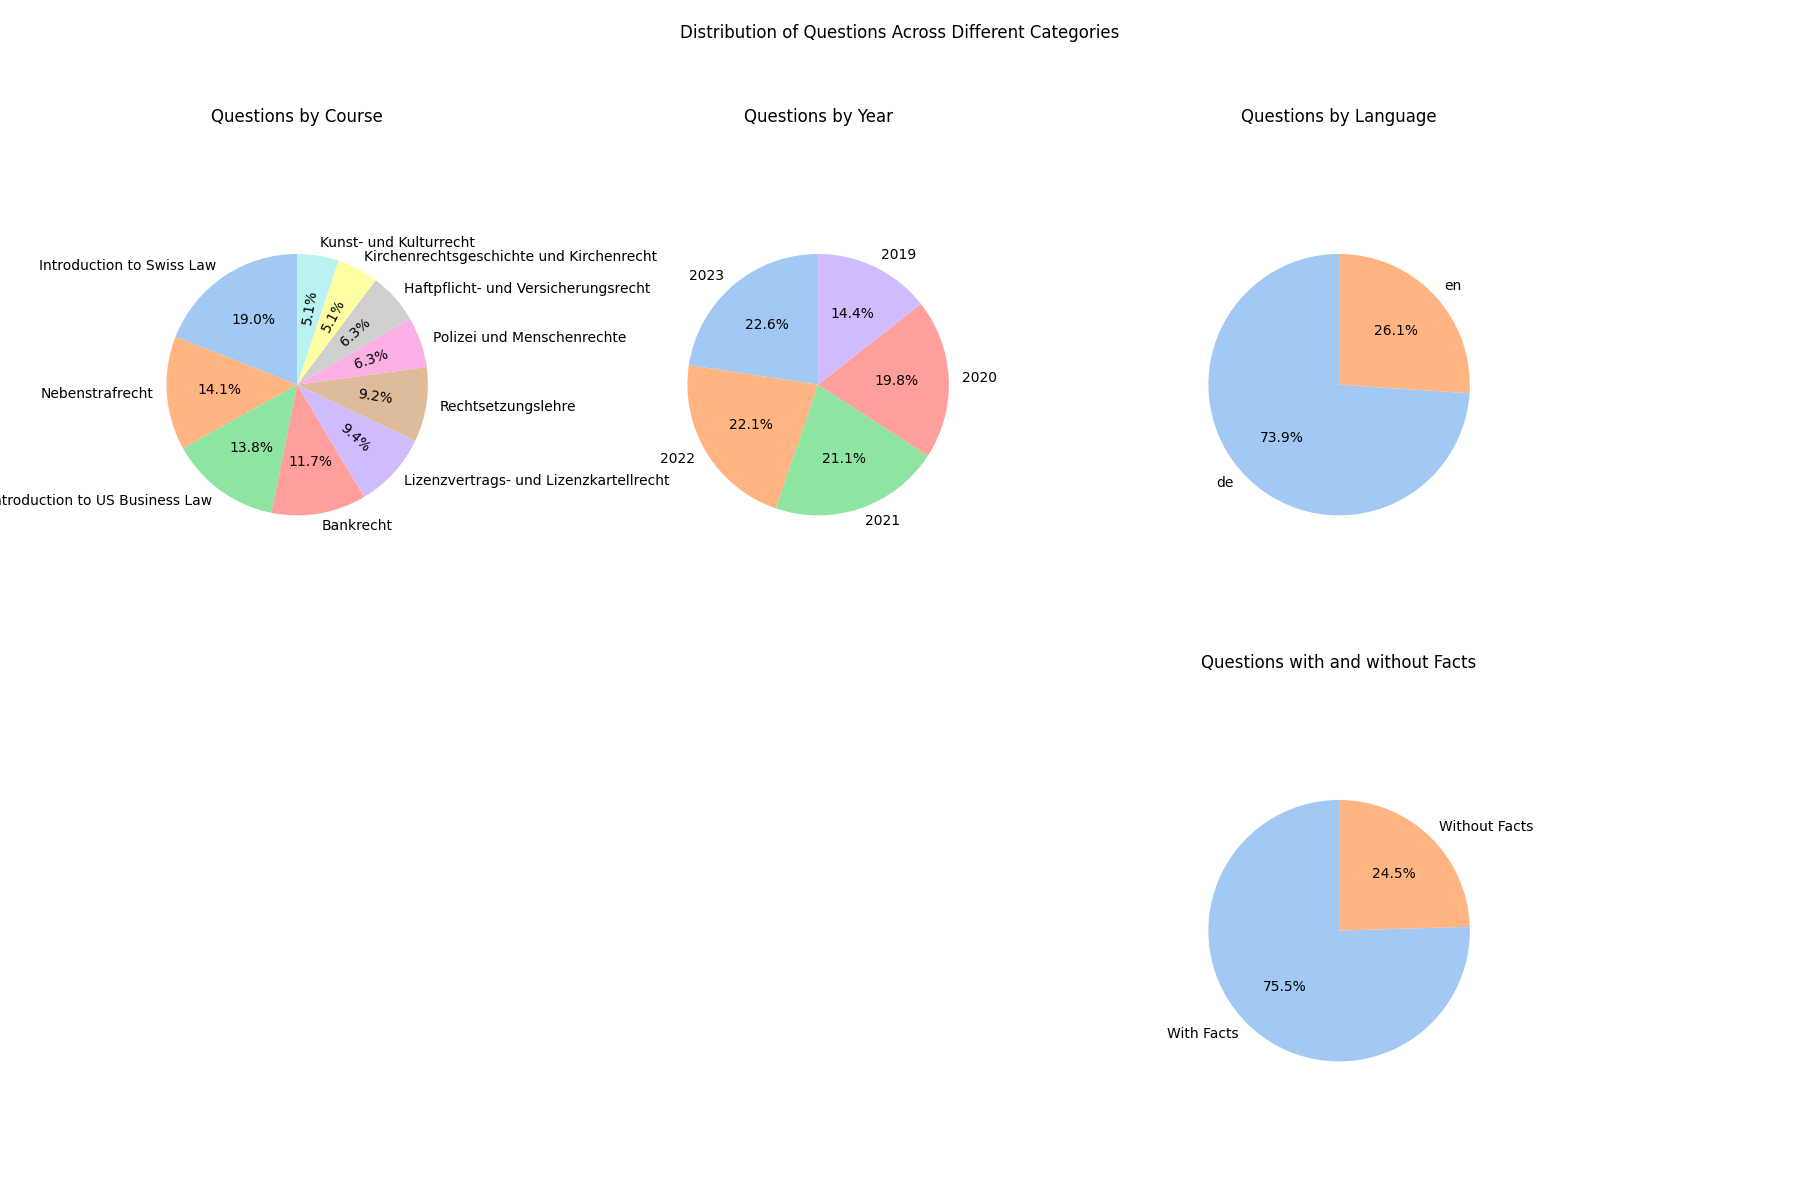 Distribution of Questions Across Different Categories
Questions by Course
Kunst- und Kulturrecht
Kirchenrechtsgeschichte und Kirchenrecht
Introduction to Swiss Law
Haftpflicht- und Versicherungsrecht
Polizei und Menschenrechte
Nebenstrafrecht
Rechtsetzungslehre
Lizenzvertrags- und Lizenzkartellrecht
ntroduction to US Business Law
Bankrecht
19.0%
14.1%
13.8%
11.7%
9.4%
9.2%
6.3%
6.3%
5.1%
5.1%
Questions by Year
2019
2023
2020
2022
2021
22.6%
22.1%
21.1%
19.8%
14.4%
Questions by Language
en
26.1%
73.9%
de
Questions with and without Facts
Without Facts
24.5%
75.5%
With Facts